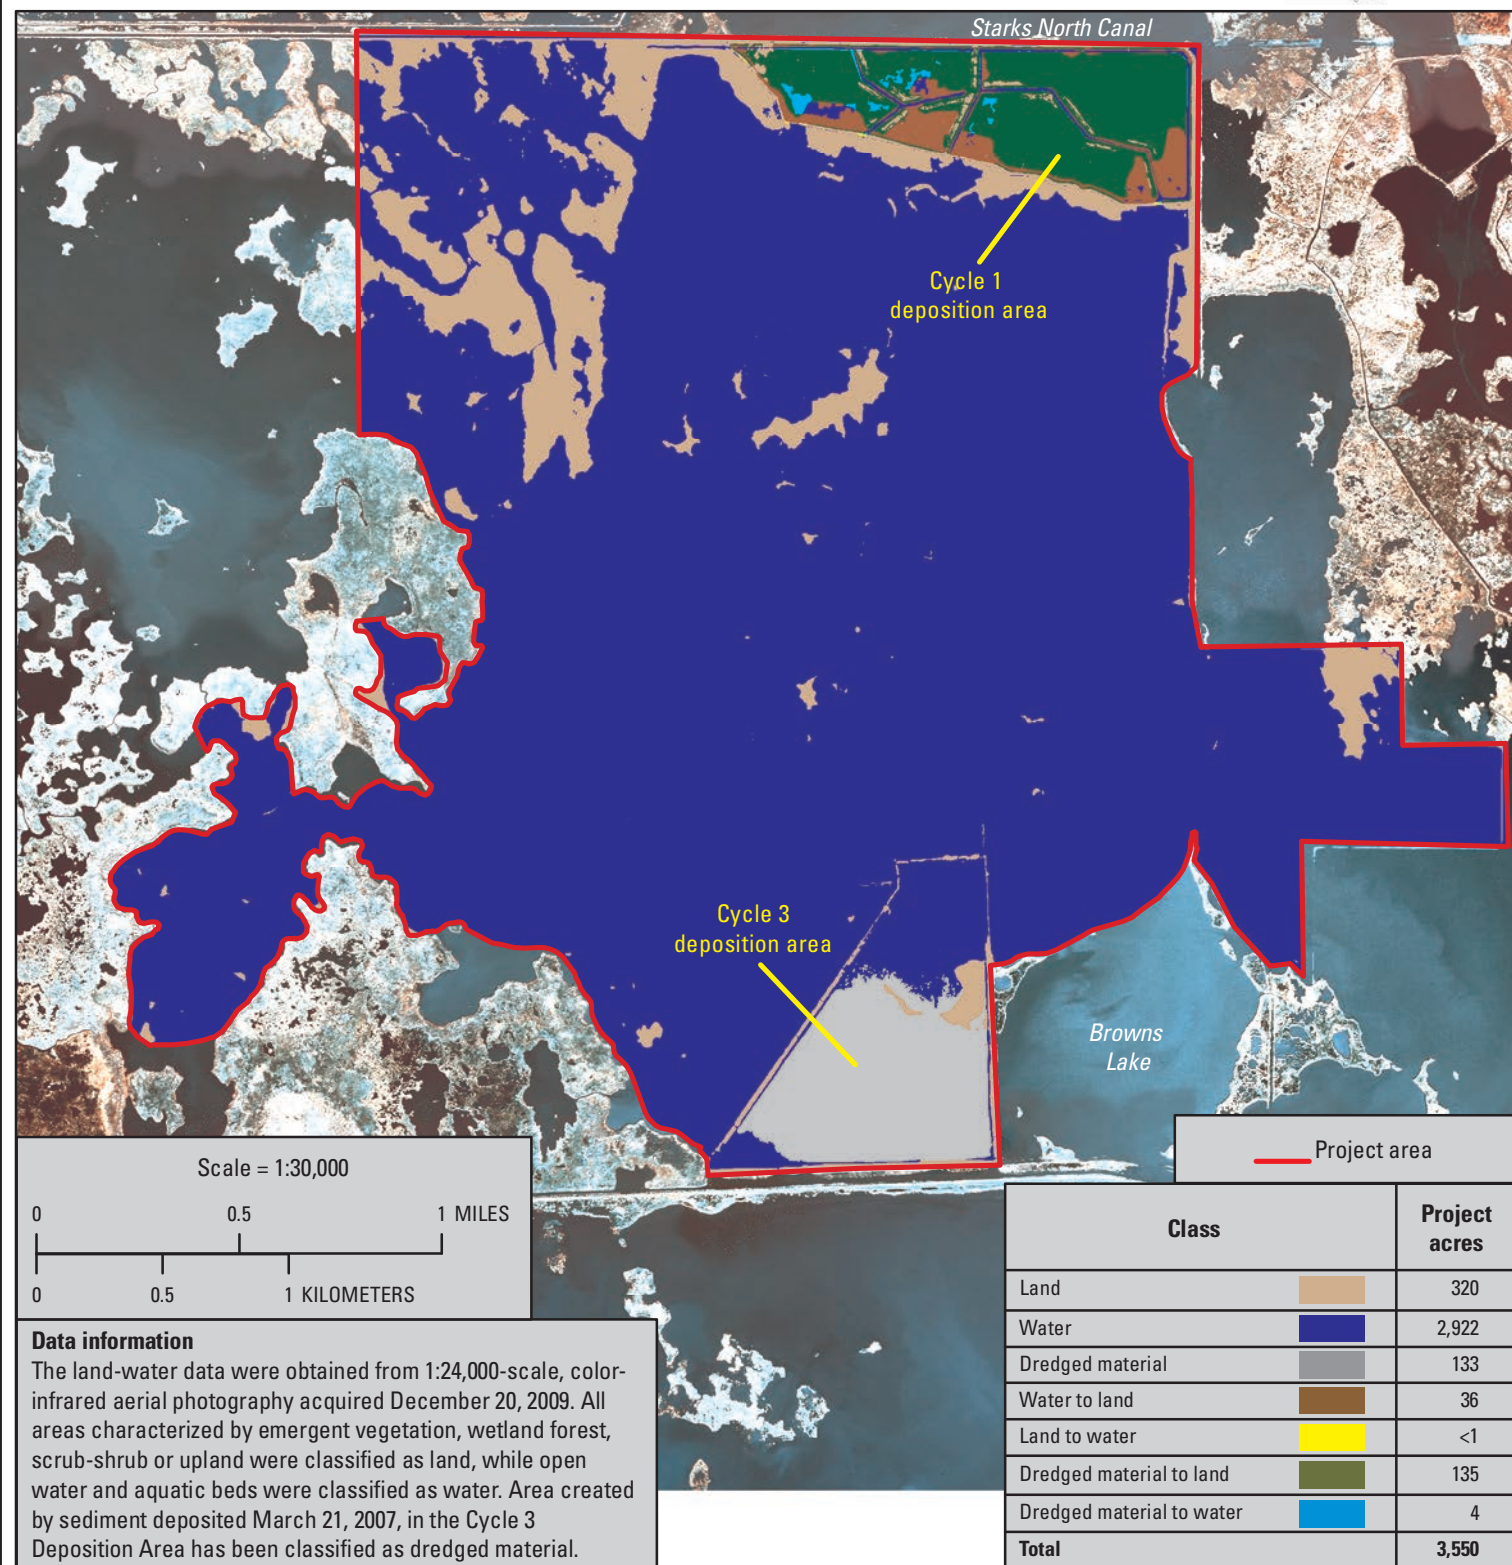 Starks North Canal
Cycle 1
deposition area
Cycle 3
deposition area
Browns
Lake
Scale = 1:30,000
0 0.5 1 MILES
0 0.5 1 KILOMETERS
Data information
The land-water data were obtained from 1:24,000-scale, color-
infrared aerial photography acquired December 20, 2009. All
areas characterized by emergent vegetation, wetland forest,
scrub-shrub or upland were classified as land, while open
water and aquatic beds were classified as water. Area created
by sediment deposited March 21, 2007, in the Cycle 3
Deposition Area has been classified as dredged material.
Project area
Class Project
acres
Land 320
Water 2,922
Dredged material 133
Water to land 36
Land to water <1
Dredged material to land 135
Dredged material to water 4
Total 3,550